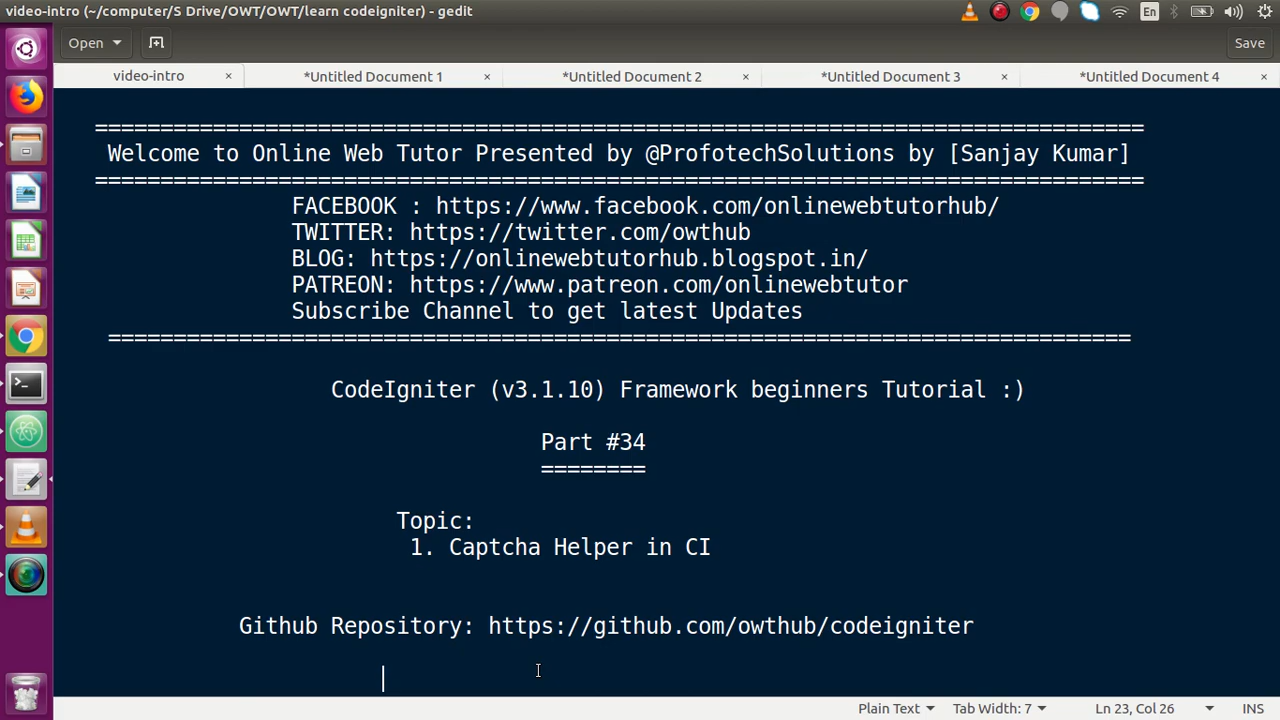 video-intro (~/computer/S Drive/OWT/OWT/learn codeigniter) - gedit
En
Open
Save
video-intro × *Untitled Document 1 × *Untitled Document 2 × *Untitled Document 3 × *Untitled Document 4 ×
================================================================================
Welcome to Online Web Tutor Presented by @ProfotechSolutions by [Sanjay Kumar]
================================================================================
FACEBOOK : https://www.facebook.com/onlinewebtutorhub/
TWITTER: https://twitter.com/owthub
BLOG: https://onlinewebtutorhub.blogspot.in/
PATREON: https://www.patreon.com/onlinewebtutor
Subscribe Channel to get latest Updates
==============================================================================
CodeIgniter (v3.1.10) Framework beginners Tutorial :)
Part #34
========
Topic:
1. Captcha Helper in CI
Github Repository: https://github.com/owthub/codeigniter
Plain Text Tab Width: 7 Ln 23, Col 26 INS